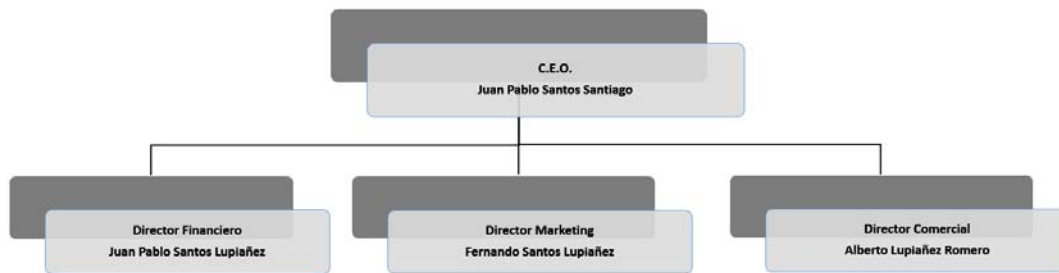 C.E.O.
Juan Pablo Santos Santiago
Director Financiero
Juan Pablo Santos Lupiañez
Director Marketing
Fernando Santos Lupiañez
Director Comercial
Alberto Lupiañez Romero